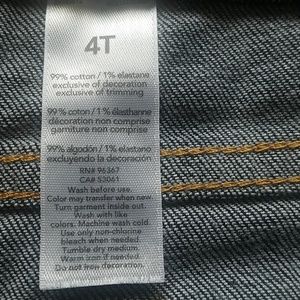 4T
99% cotton / 1% elastane
exclusive of decoration
exclusive of trimming
99% coton / 1% élasthanne
décoration non comprise
garniture non comprise
99% algodón / 1% elastano
excluyendo la decoración
RN# 96367
CA# 53061
Wash before use.
Color may transfer when new.
Turn garment inside out.
Wash with like
colors. Machine wash cold.
Use only non-chlorine
bleach when needed.
Tumble dry medium.
Warm iron if needed.
Do not iron decoration.